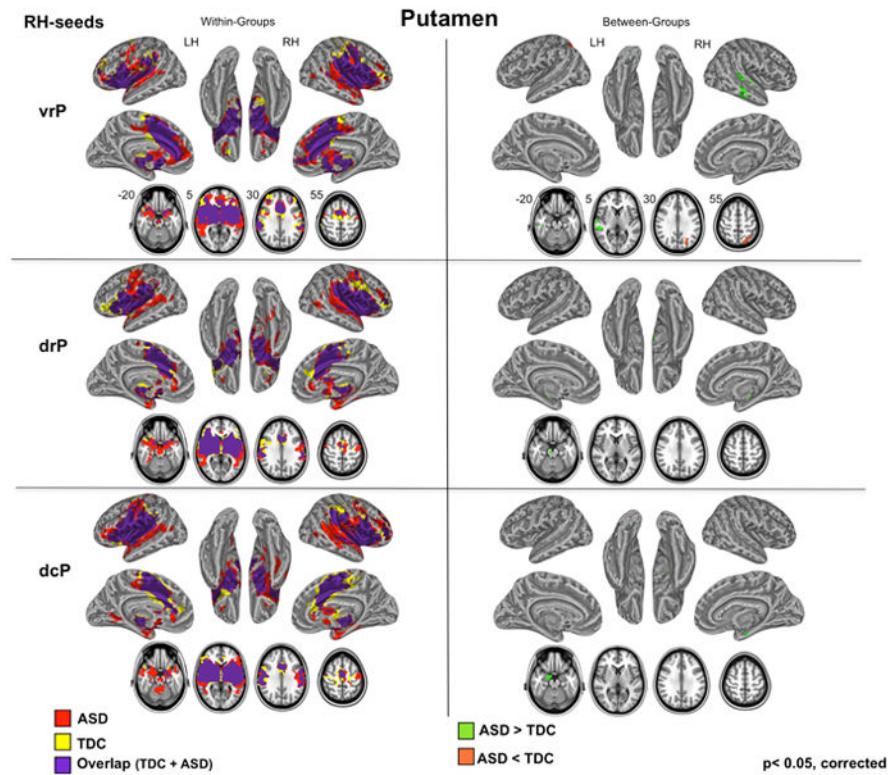 Putamen
RH-seeds
Within-Groups
Between-Groups
LH
RH
LH
RH
vrP
-20
5
30
55
-20
5
30
55
drP
dcP
ASD
TDC
Overlap (TDC + ASD)
ASD > TDC
ASD < TDC
p< 0.05, corrected